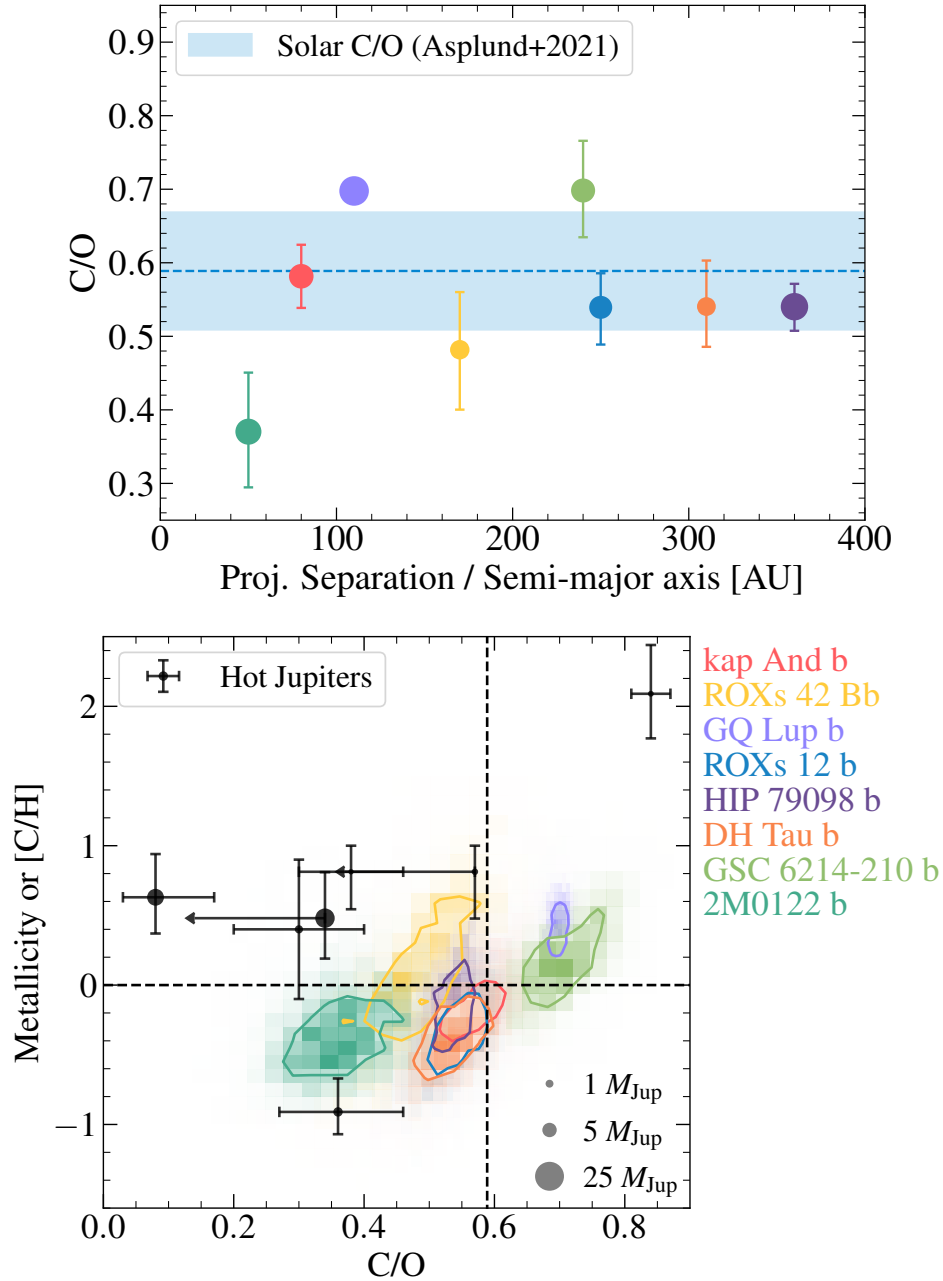 0.9
Solar C/O (Asplund+2021)
0.8
0.7
C/O
0.6
0.5
0.4
0.3
0 100 200 300 400
Proj. Separation / Semi-major axis [AU]
Hot Jupiters
kap And b
ROXs 42 Bb
GQ Lup b
ROXs 12 b
HIP 79098 b
DH Tau b
GSC 6214-210 b
2M0122 b
Metallicity or [C/H]
2
1
0
−1
1 M_Jup
5 M_Jup
25 M_Jup
0.0 0.2 0.4 0.6 0.8
C/O